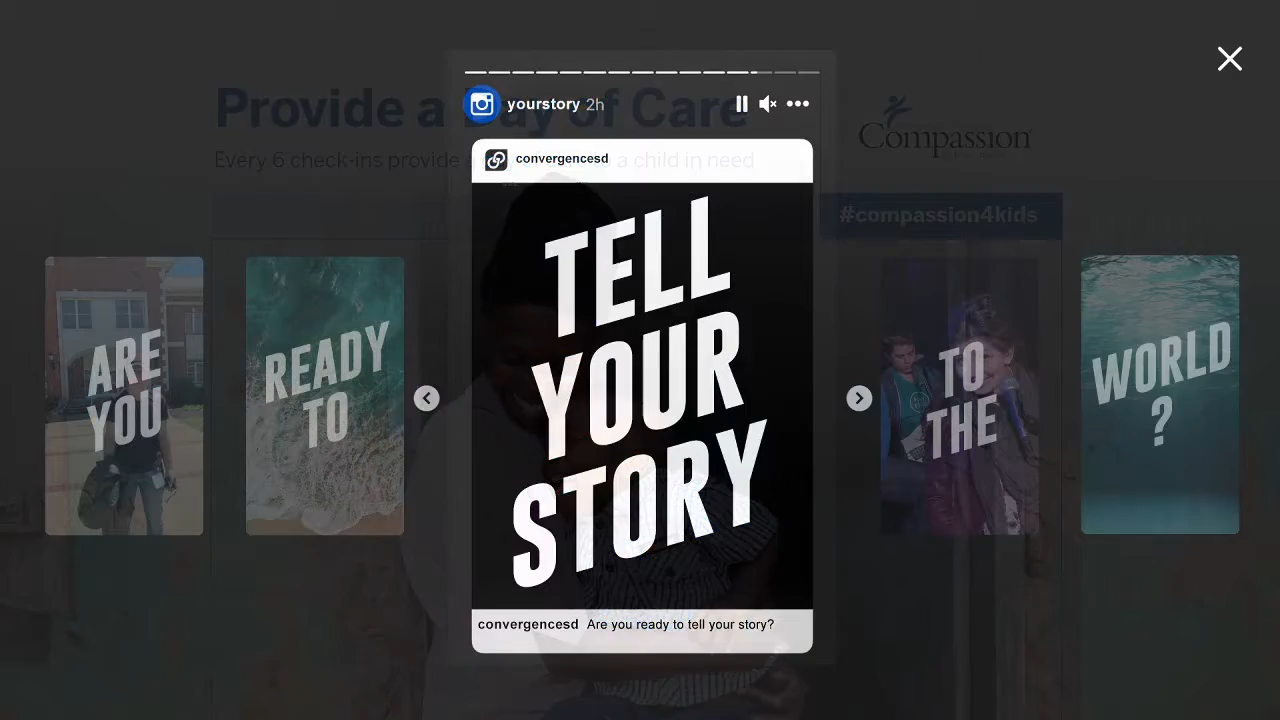 Provide a Day of Care
Every 6 check-ins provide a child in need
Compassion
#compassion4kids
yourstory 2h
convergencesd
ARE
YOU
READY
TO
TELL
YOUR
STORY
TO
THE
WORLD
?
convergencesd Are you ready to tell your story?